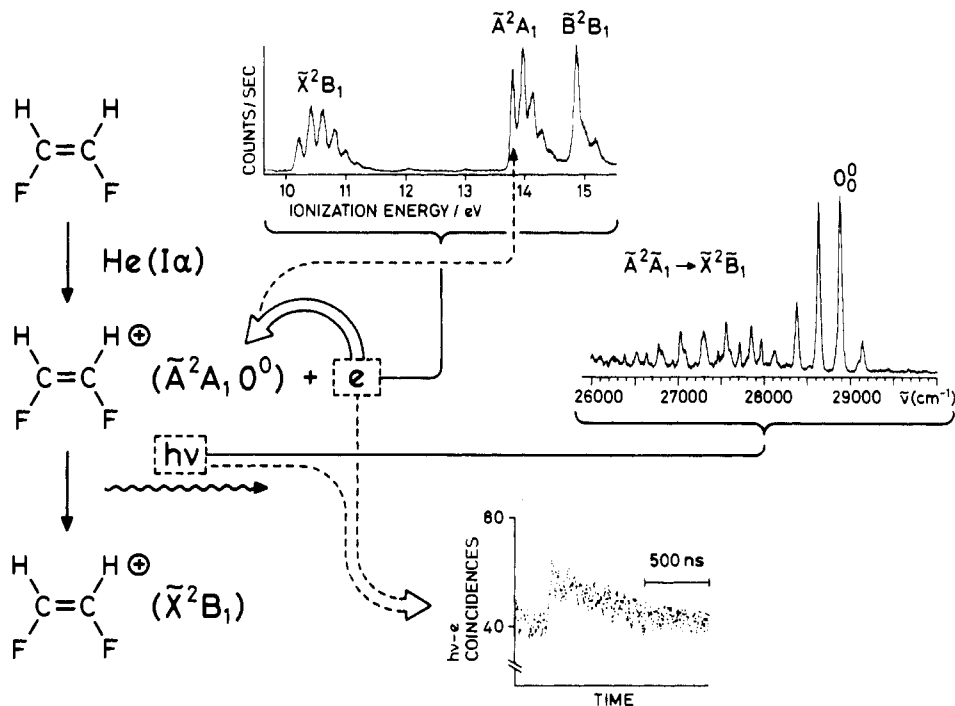 Ã²A₁
B̃²B₁
X̃²B₁
COUNTS/SEC
10 11 12 13 14 15
IONIZATION ENERGY / eV
H H
C=C
F F
He(Iα)
H H⊕
C=C
F F
(Ã²A₁ 0⁰) + e
0⁰₀
Ã²Ã₁ → X̃²B̃₁
26000 27000 28000 29000 ν̃(cm⁻¹)
hν
H H⊕
C=C
F F
(X̃²B₁)
80
40
500 ns
hν-e
COINCIDENCES
TIME